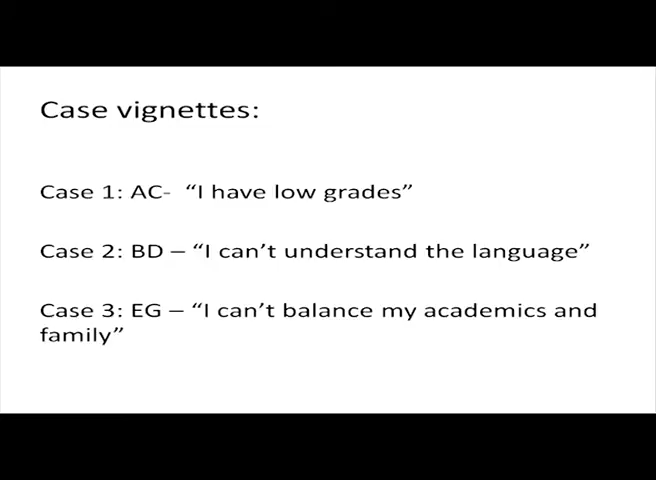 Case vignettes:
Case 1: AC- “I have low grades”
Case 2: BD – “I can’t understand the language”
Case 3: EG – “I can’t balance my academics and
family”